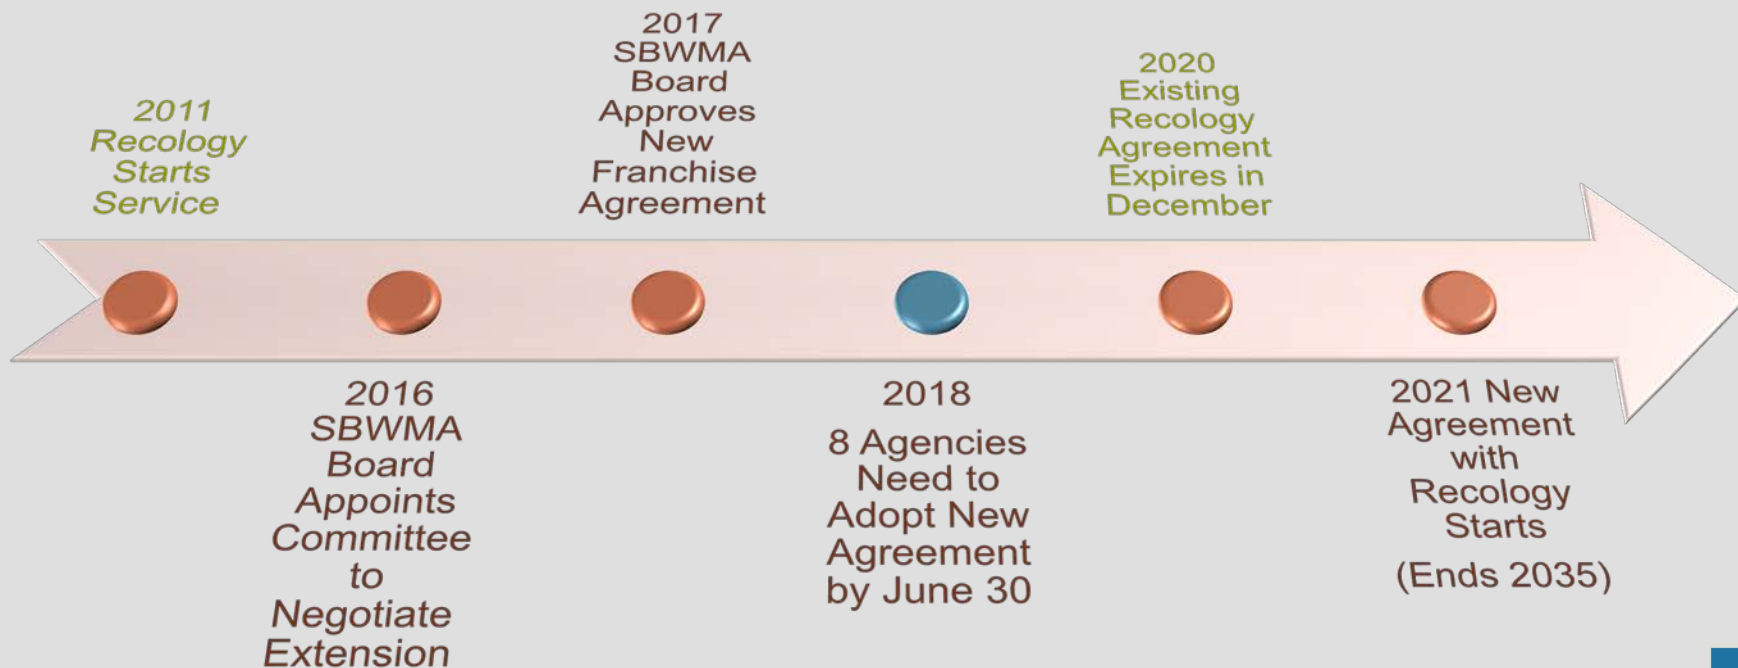 2011
Recology
Starts
Service
2016
SBWMA
Board
Appoints
Committee
to
Negotiate
Extension
2017
SBWMA
Board
Approves
New
Franchise
Agreement
2018
8 Agencies
Need to
Adopt New
Agreement
by June 30
2020
Existing
Recology
Agreement
Expires in
December
2021 New
Agreement
with
Recology
Starts
(Ends 2035)